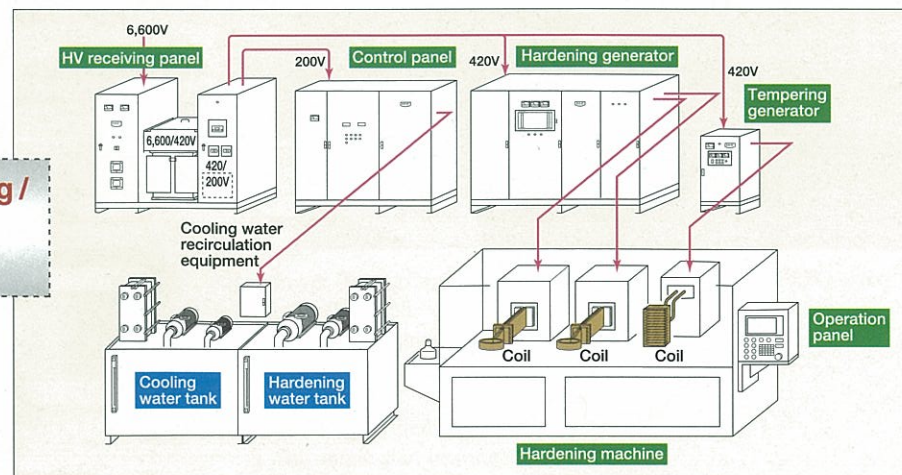 6,600V
HV receiving panel
200V
Control panel
420V
Hardening generator
420V
Tempering
generator
6,600/420V
420/
200V
g/
Cooling water
recirculation
equipment
Cooling
water tank
Hardening
water tank
Coil
Coil
Coil
Operation
panel
Hardening machine